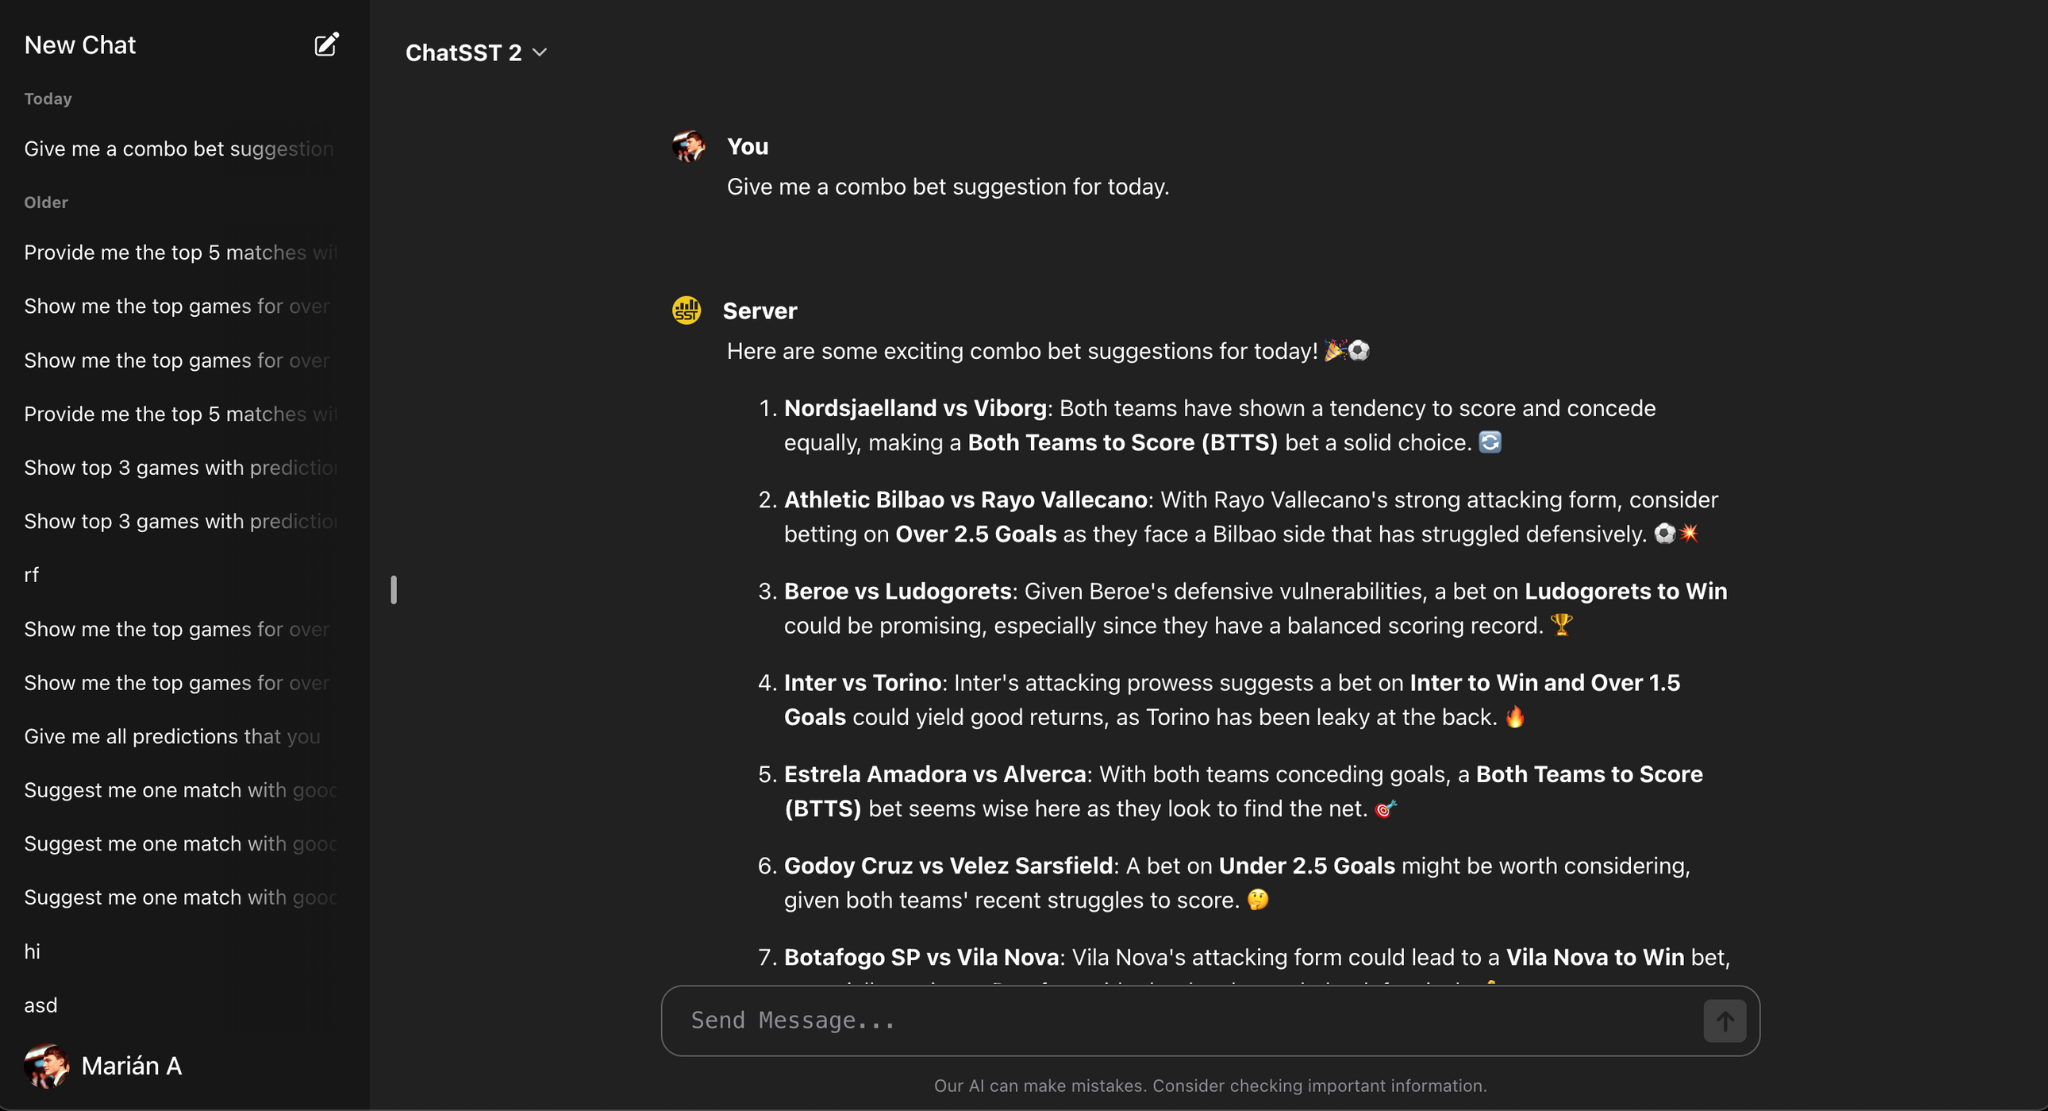 New Chat
Today
Give me a combo bet suggestion
Older
Provide me the top 5 matches
Show me the top games for over
Show me the top games for over
Provide me the top 5 matches
Show top 3 games with
Show top 3 games with
rf
Show me the top games for over
Show me the top games for over
Give me all predictions that you
Suggest me one match with
Suggest me one match with
Suggest me one match with
hi
asd
Marián A
ChatSST 2
You
Give me a combo bet suggestion for today.
SST
Server
Here are some exciting combo bet suggestions for today! 🎉⚽
1. Nordsjaelland vs Viborg: Both teams have shown a tendency to score and concede
equally, making a Both Teams to Score (BTTS) bet a solid choice. 🔄
2. Athletic Bilbao vs Rayo Vallecano: With Rayo Vallecano's strong attacking form, consider
betting on Over 2.5 Goals as they face a Bilbao side that has struggled defensively. ⚽💥
3. Beroe vs Ludogorets: Given Beroe's defensive vulnerabilities, a bet on Ludogorets to Win
could be promising, especially since they have a balanced scoring record. 🏆
4. Inter vs Torino: Inter's attacking prowess suggests a bet on Inter to Win and Over 1.5
Goals could yield good returns, as Torino has been leaky at the back. 🔥
5. Estrela Amadora vs Alverca: With both teams conceding goals, a Both Teams to Score
(BTTS) bet seems wise here as they look to find the net. 🎯
6. Godoy Cruz vs Velez Sarsfield: A bet on Under 2.5 Goals might be worth considering,
given both teams' recent struggles to score. 🤔
7. Botafogo SP vs Vila Nova: Vila Nova's attacking form could lead to a Vila Nova to Win bet,
Send Message...
Our AI can make mistakes. Consider checking important information.